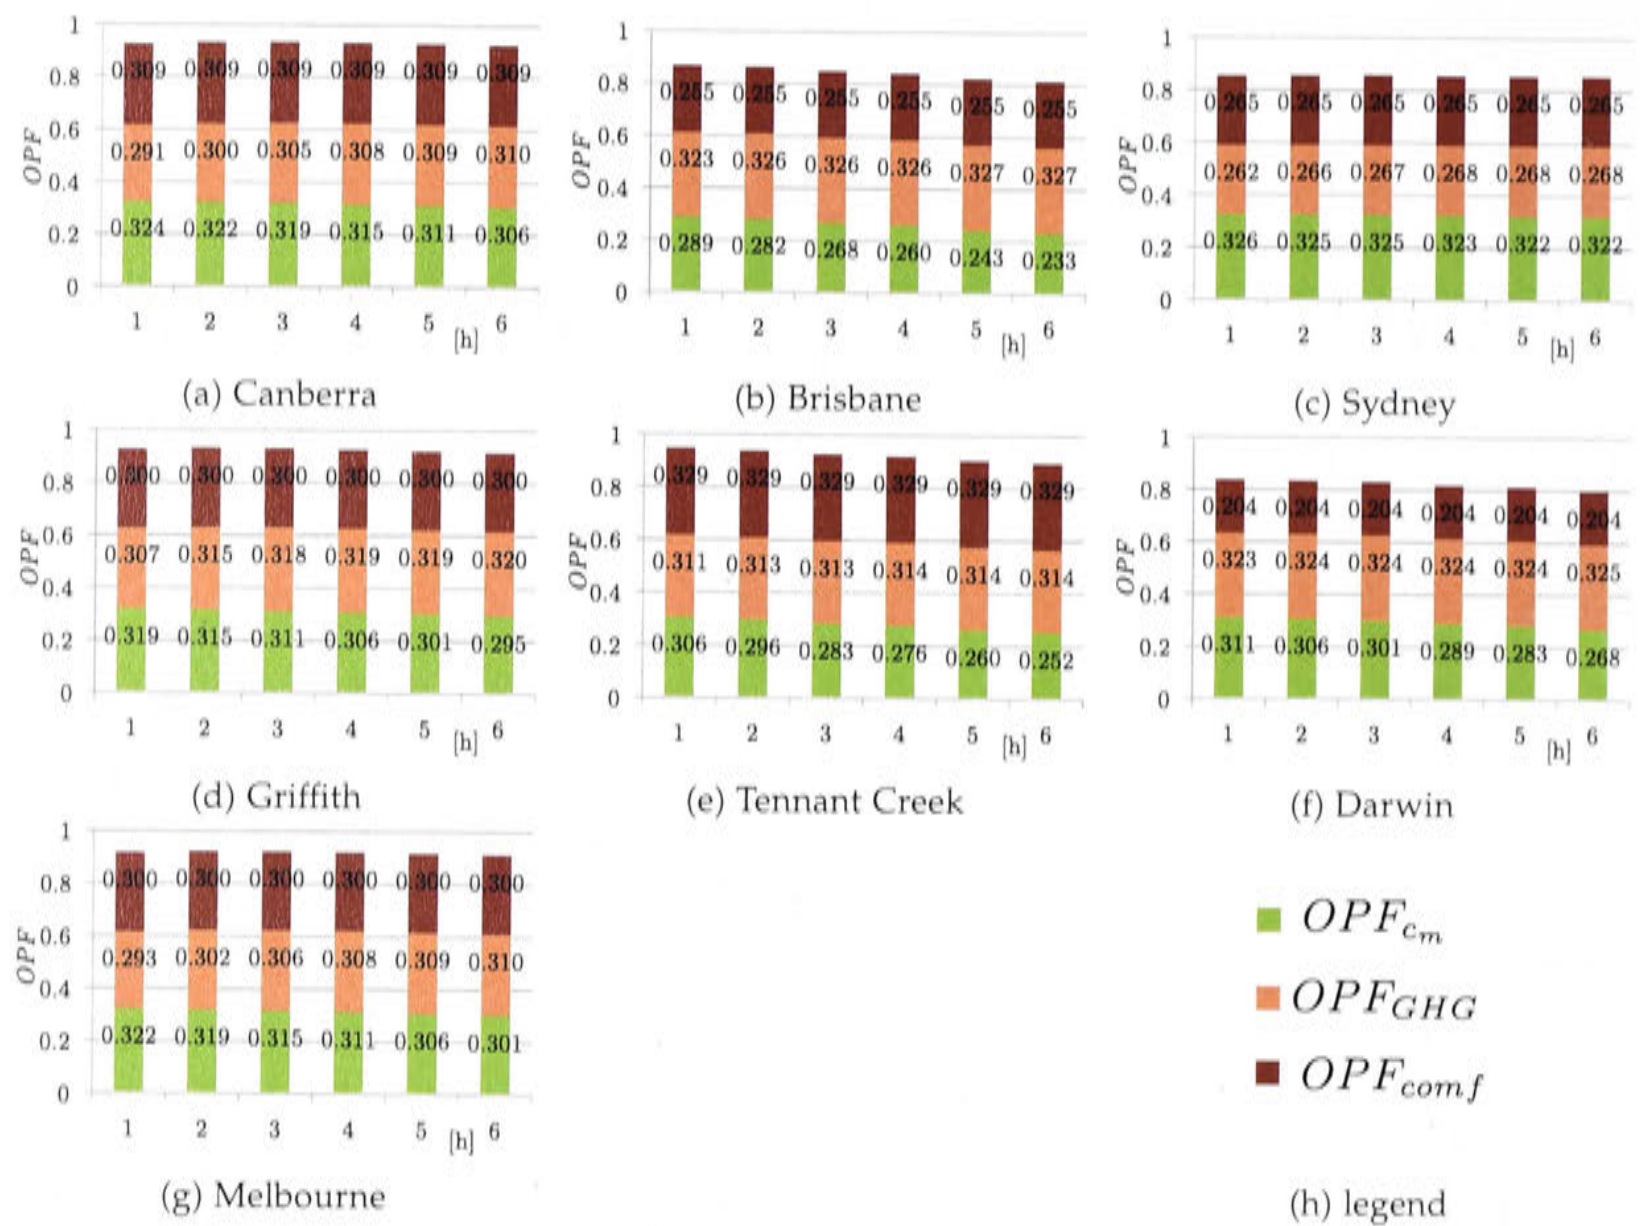 1
0.8
0.6
0.4
0.2
0
OPF
0.309 0.309 0.309 0.309 0.309 0.309
0.291 0.300 0.305 0.308 0.309 0.310
0.324 0.322 0.319 0.315 0.311 0.306
1 2 3 4 5 6
[h]
(a) Canberra
1
0.8
0.6
0.4
0.2
0
OPF
0.255 0.255 0.255 0.255 0.255 0.255
0.323 0.326 0.326 0.326 0.327 0.327
0.289 0.282 0.268 0.260 0.243 0.233
1 2 3 4 5 6
[h]
(b) Brisbane
1
0.8
0.6
0.4
0.2
0
OPF
0.265 0.265 0.265 0.265 0.265 0.265
0.262 0.266 0.267 0.268 0.268 0.268
0.326 0.325 0.325 0.323 0.322 0.322
1 2 3 4 5 6
[h]
(c) Sydney
1
0.8
0.6
0.4
0.2
0
OPF
0.300 0.300 0.300 0.300 0.300 0.300
0.307 0.315 0.318 0.319 0.319 0.320
0.319 0.315 0.311 0.306 0.301 0.295
1 2 3 4 5 6
[h]
(d) Griffith
1
0.8
0.6
0.4
0.2
0
OPF
0.329 0.329 0.329 0.329 0.329 0.329
0.311 0.313 0.313 0.314 0.314 0.314
0.306 0.296 0.283 0.276 0.260 0.252
1 2 3 4 5 6
[h]
(e) Tennant Creek
1
0.8
0.6
0.4
0.2
0
OPF
0.204 0.204 0.204 0.204 0.204 0.204
0.323 0.324 0.324 0.324 0.324 0.325
0.311 0.306 0.301 0.289 0.283 0.268
1 2 3 4 5 6
[h]
(f) Darwin
1
0.8
0.6
0.4
0.2
0
OPF
0.300 0.300 0.300 0.300 0.300 0.300
0.293 0.302 0.306 0.308 0.309 0.310
0.322 0.319 0.315 0.311 0.306 0.301
1 2 3 4 5 6
[h]
(g) Melbourne
OPF_{c_m}
OPF_{GHG}
OPF_{comf}
(h) legend